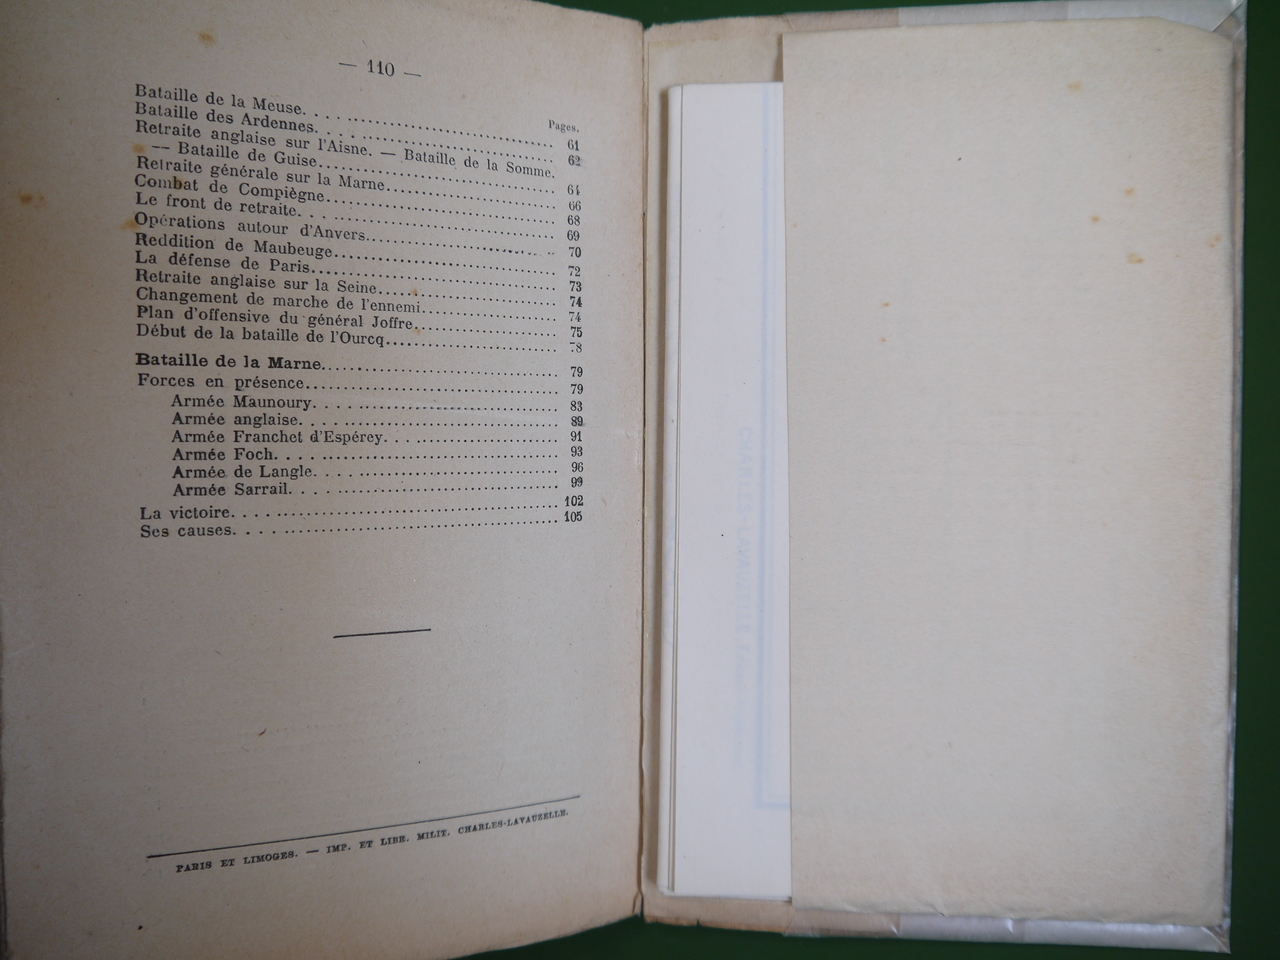 — 110 —
Pages.
Bataille de la Meuse. . . . . . . . . . . . . . . . . . . . 61
Bataille des Ardennes. . . . . . . . . . . . . . . . . . . . 62
Retraite anglaise sur l'Aisne. — Bataille de la Somme.
— Bataille de Guise. . . . . . . . . . . . . . . . . . . . 64
Retraite générale sur la Marne. . . . . . . . . . . . . . . . . . . . 66
Combat de Compiègne. . . . . . . . . . . . . . . . . . . . 68
Le front de retraite. . . . . . . . . . . . . . . . . . . . 69
Opérations autour d'Anvers. . . . . . . . . . . . . . . . . . . . 70
Reddition de Maubeuge. . . . . . . . . . . . . . . . . . . . 72
La défense de Paris. . . . . . . . . . . . . . . . . . . . 73
Retraite anglaise sur la Seine. . . . . . . . . . . . . . . . . . . . 74
Changement de marche de l'ennemi. . . . . . . . . . . . . . . . . . . . 74
Plan d'offensive du général Joffre. . . . . . . . . . . . . . . . . . . . 75
Début de la bataille de l'Ourcq. . . . . . . . . . . . . . . . . . . . 78
Bataille de la Marne. . . . . . . . . . . . . . . . . . . . 79
Forces en présence. . . . . . . . . . . . . . . . . . . . 79
Armée Maunoury. . . . . . . . . . . . . . . . . . . . 83
Armée anglaise. . . . . . . . . . . . . . . . . . . . 89
Armée Franchet d'Espérey. . . . . . . . . . . . . . . . . . . . 91
Armée Foch. . . . . . . . . . . . . . . . . . . . 93
Armée de Langle. . . . . . . . . . . . . . . . . . . . 96
Armée Sarrail. . . . . . . . . . . . . . . . . . . . 99
La victoire. . . . . . . . . . . . . . . . . . . . 102
Ses causes. . . . . . . . . . . . . . . . . . . . 105
PARIS ET LIMOGES. — IMP. ET LIBR. MILIT. CHARLES-LAVAUZELLE.
CHARLES-LAVAUZELLE